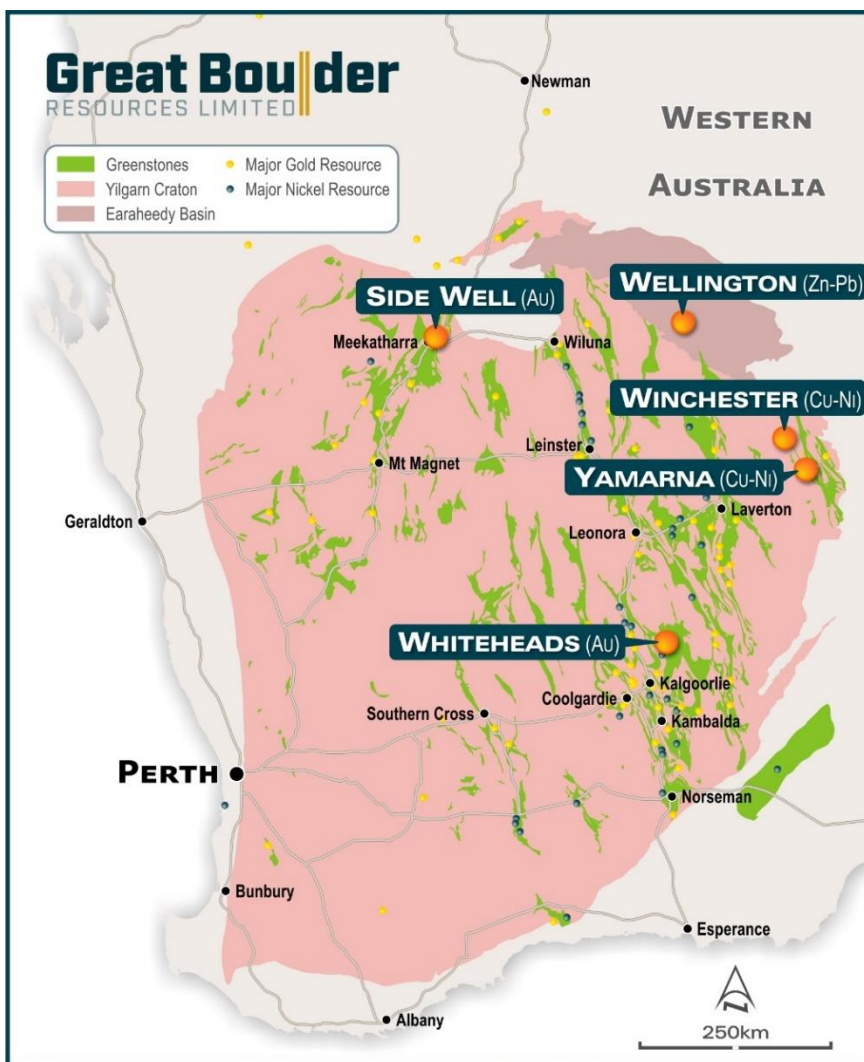 Great Boulder
RESOURCES LIMITED
Newman
WESTERN
AUSTRALIA
Greenstones
Major Gold Resource
Yilgarn Craton
Major Nickel Resource
Earaheedy Basin
WELLINGTON (ZN-PB)
SIDE WELL (AU)
Meekatharra
Wiluna
WINCHESTER (CU-NI)
Leinster
Mt Magnet
YAMARNA (CU-NI)
Laverton
Geraldton
Leonora
WHITEHEADS (AU)
Kalgoorlie
Coolgardie
Southern Cross
Kambalda
PERTH
Norseman
Bunbury
Esperance
N
Albany
250km